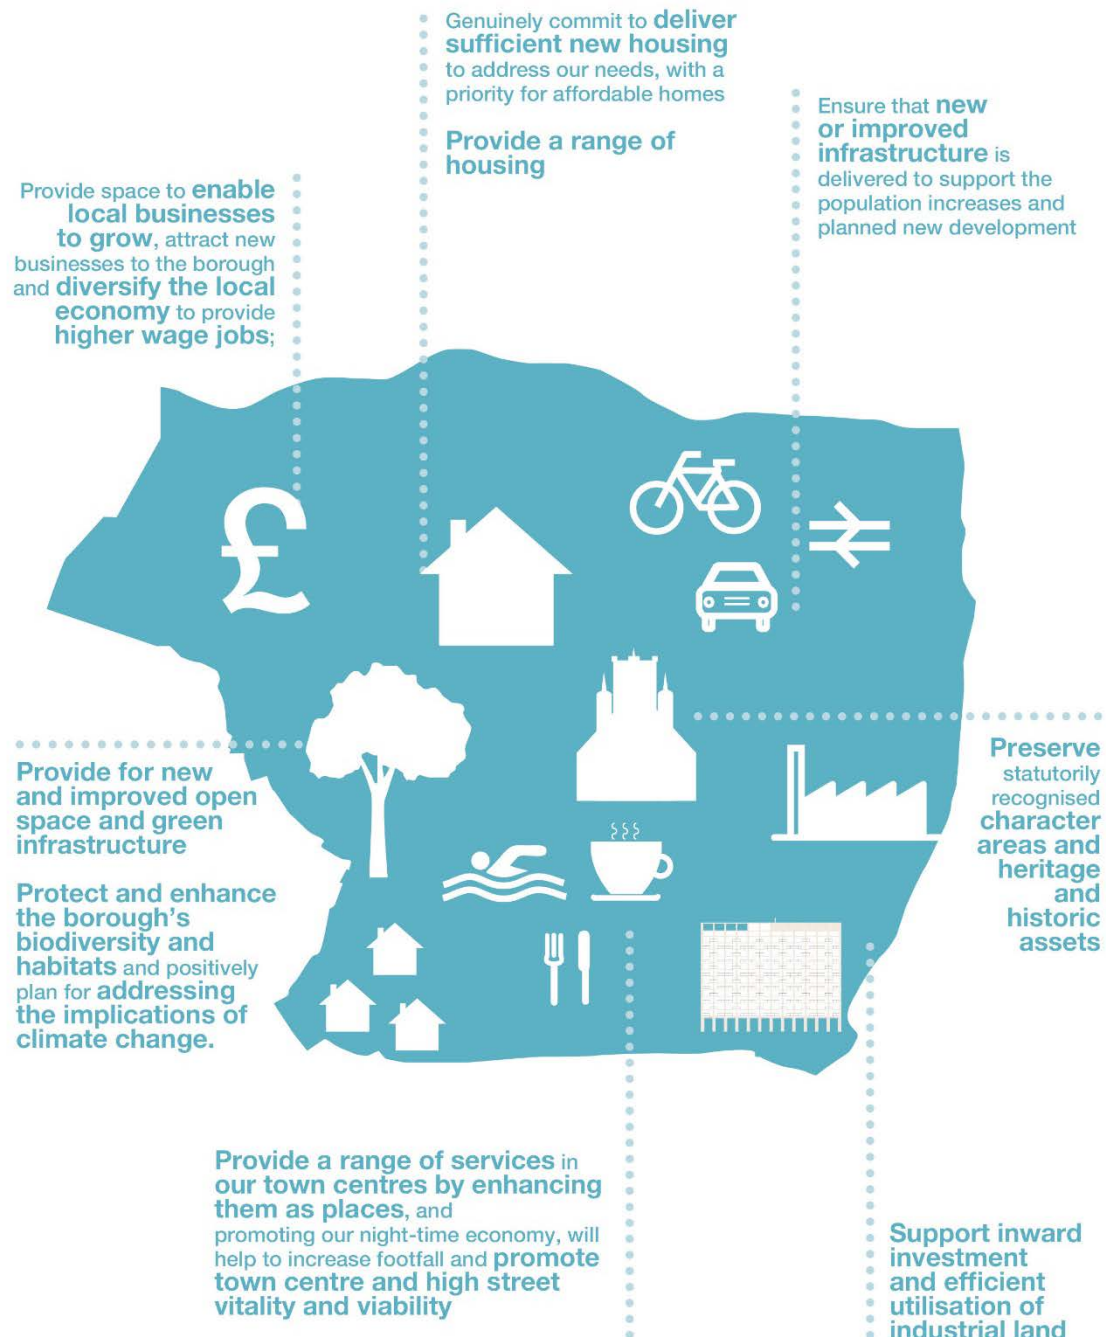 Genuinely commit to deliver
sufficient new housing
to address our needs, with a
priority for affordable homes
Provide a range of
housing
Ensure that new
or improved
infrastructure is
delivered to support the
population increases and
planned new development
Provide space to enable
local businesses
to grow, attract new
businesses to the borough
and diversify the local
economy to provide
higher wage jobs;
£
Provide for new
and improved open
space and green
infrastructure
Protect and enhance
the borough's
biodiversity and
habitats and positively
plan for addressing
the implications of
climate change.
Preserve
statutorily
recognised
character
areas and
heritage
and
historic
assets
Provide a range of services in
our town centres by enhancing
them as places, and
promoting our night-time economy, will
help to increase footfall and promote
town centre and high street
vitality and viability
Support inward
investment
and efficient
utilisation of
industrial land